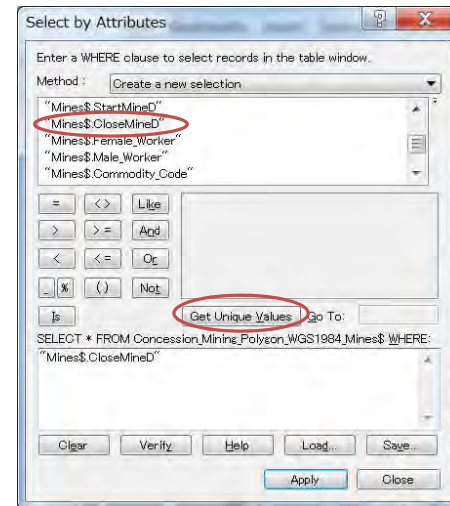 Select by Attributes
Enter a WHERE clause to select records in the table window.
Method : Create a new selection
"Mines$.StartMineD"
"Mines$.CloseMineD"
"Mines$.Female_Worker"
"Mines$.Male_Worker"
"Mines$.Commodity_Code"
= <> Like
> >= And
< <= Or
_ % () Not
Is Get Unique Values Go To:
SELECT * FROM Concession_Mining_Polygon_WGS1984_Mines$ WHERE:
"Mines$.CloseMineD"
Clear Verify Help Load... Save...
Apply Close